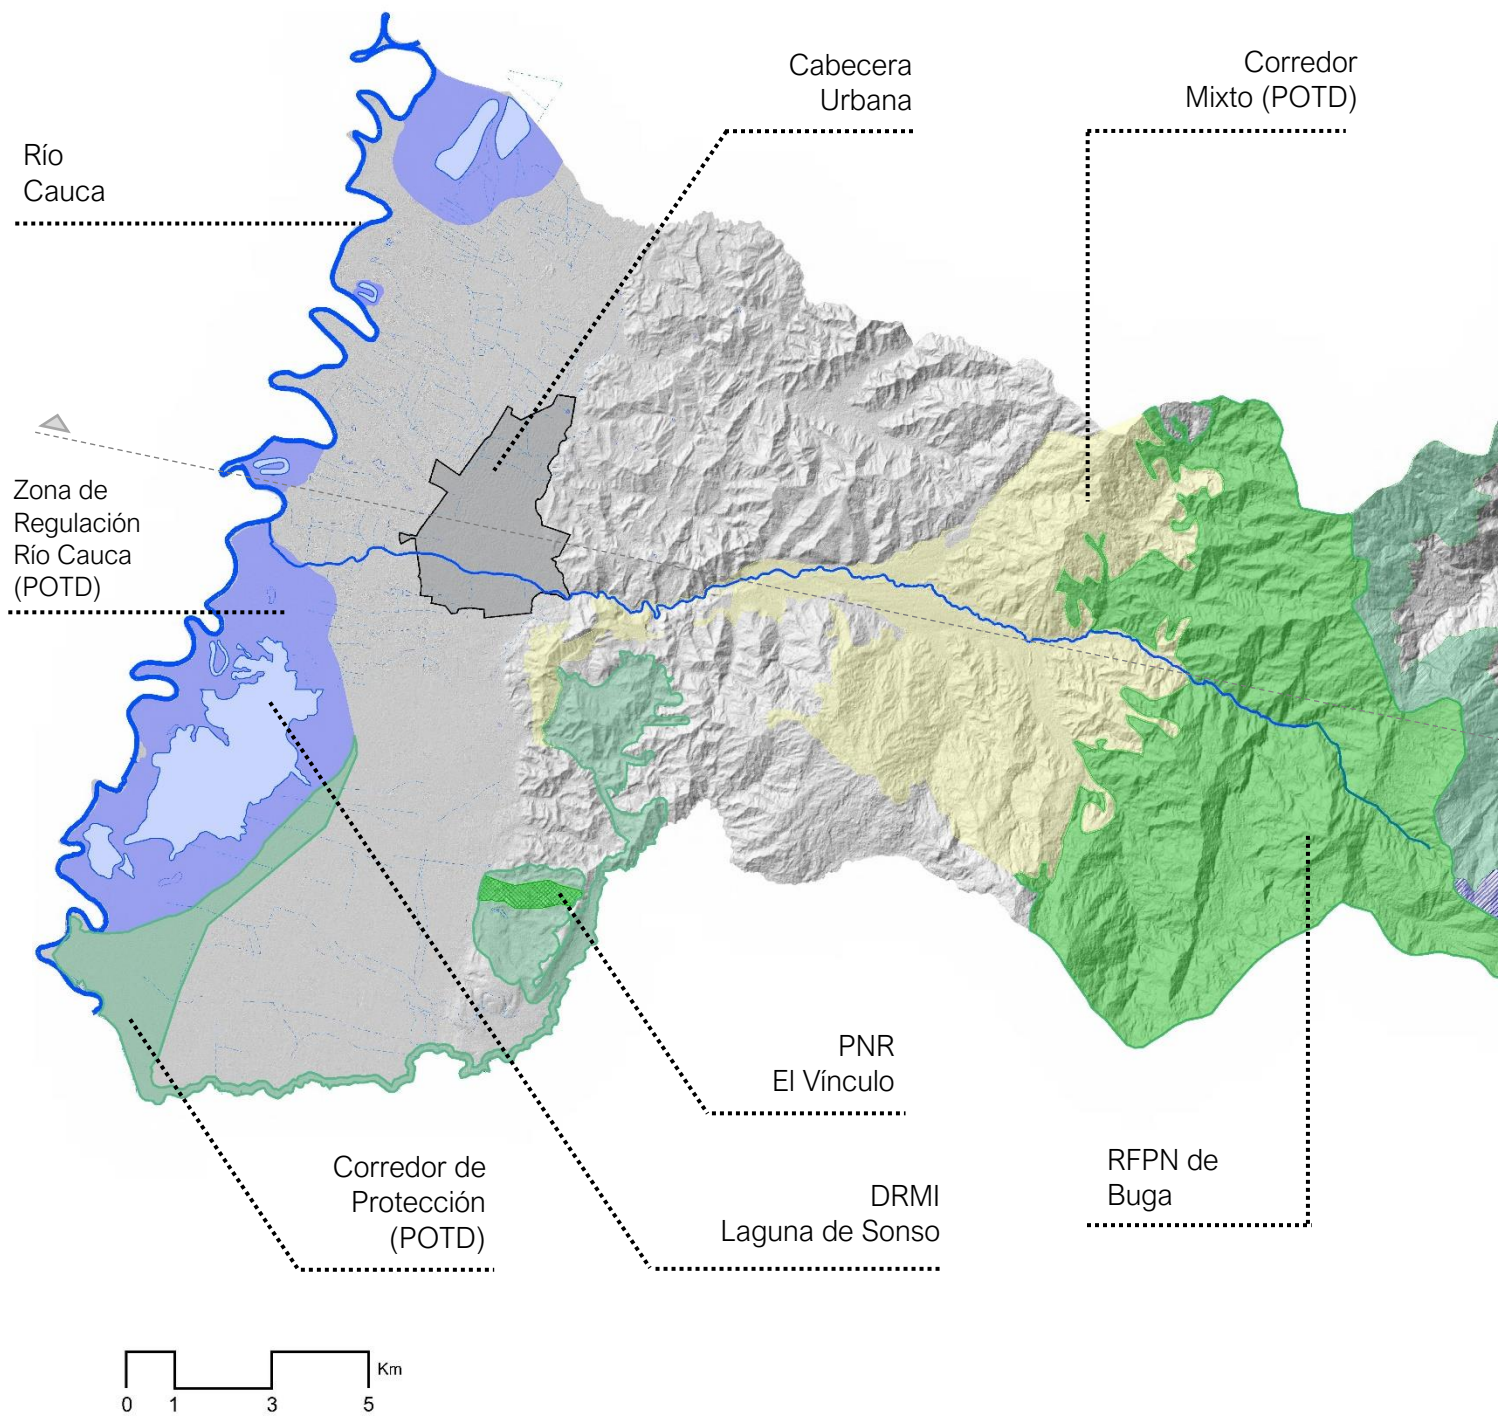 Cabecera
Urbana
Corredor
Mixto (POTD)
Río
Cauca
Zona de
Regulación
Río Cauca
(POTD)
PNR
El Vínculo
Corredor de
Protección
(POTD)
DRMI
Laguna de Sonso
RFPN de
Buga
Km
0 1 3 5